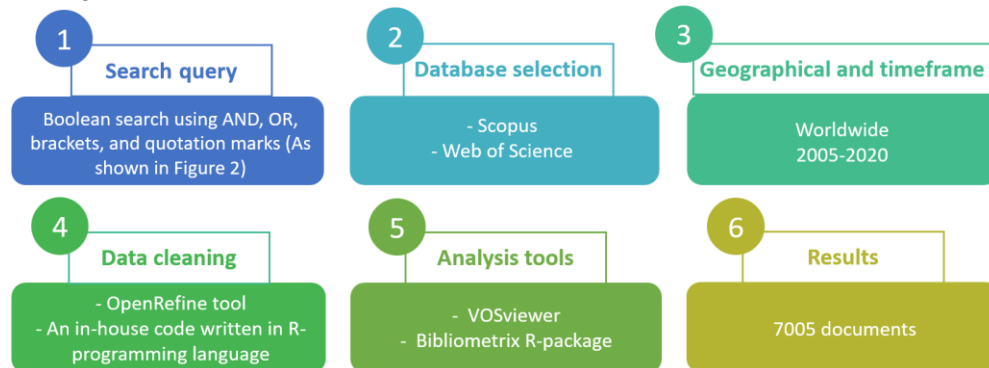 1
Search query
Boolean search using AND, OR,
brackets, and quotation marks (As
shown in Figure 2)
2
Database selection
- Scopus
- Web of Science
3
Geographical and timeframe
Worldwide
2005-2020
4
Data cleaning
- OpenRefine tool
- An in-house code written in R-
programming language
5
Analysis tools
- VOSviewer
- Bibliometrix R-package
6
Results
7005 documents